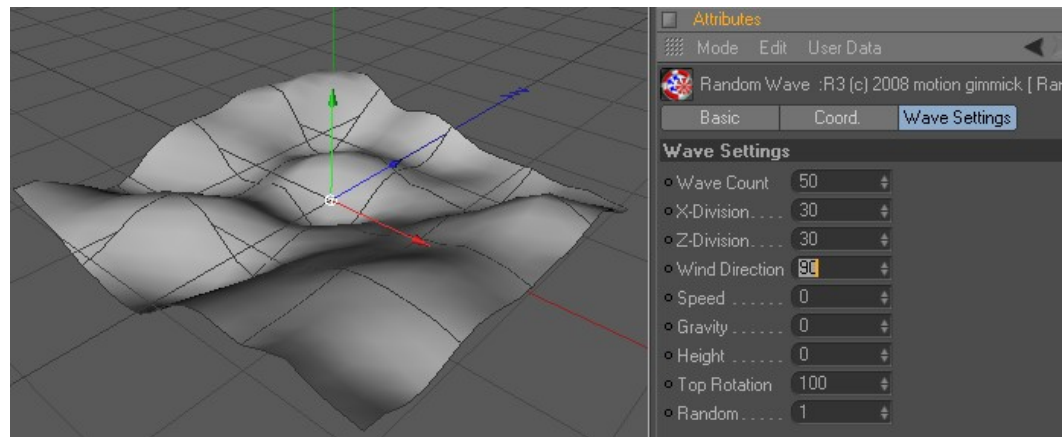 Attributes
Mode Edit User Data
Random Wave :R3 (c) 2008 motion gimmick [ Ran
Basic Coord. Wave Settings
Wave Settings
Wave Count 50
X-Division.... 30
Z-Division.... 30
Wind Direction 90
Speed ...... 0
Gravity ...... 0
Height ...... 0
Top Rotation 100
Random..... 1